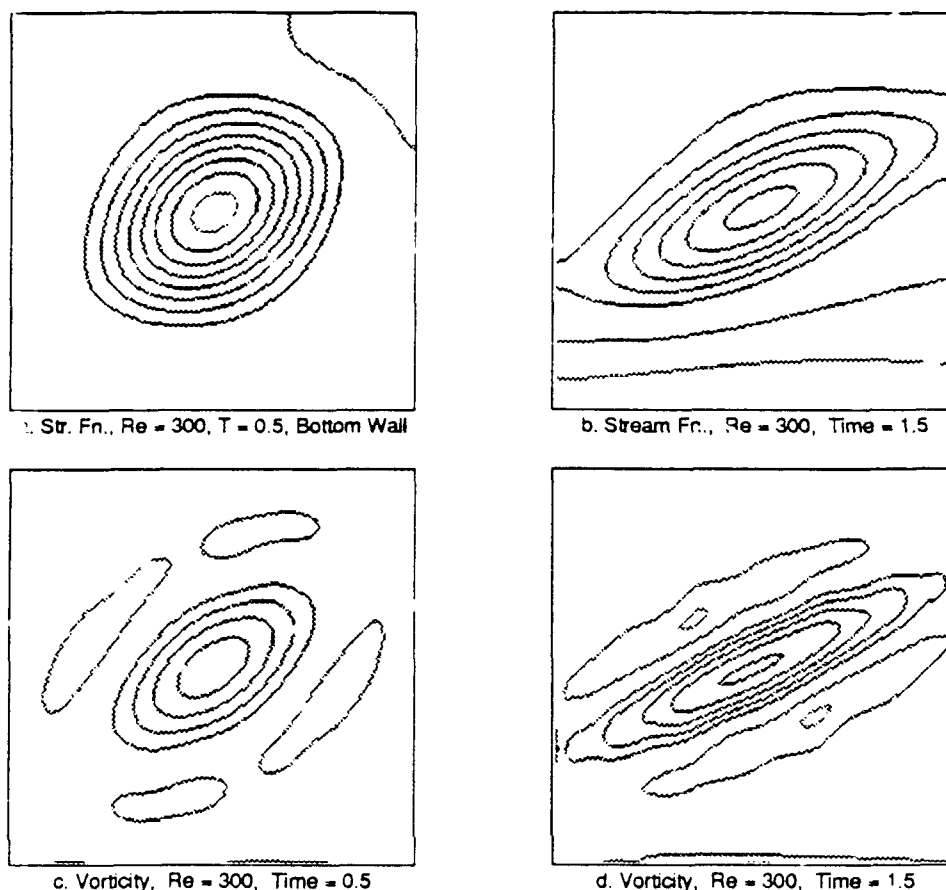 . Str. Fn., Re = 300, T = 0.5, Bottom Wall
b. Stream Fn., Re = 300, Time = 1.5
c. Vorticity, Re = 300, Time = 0.5
d. Vorticity, Re = 300, Time = 1.5